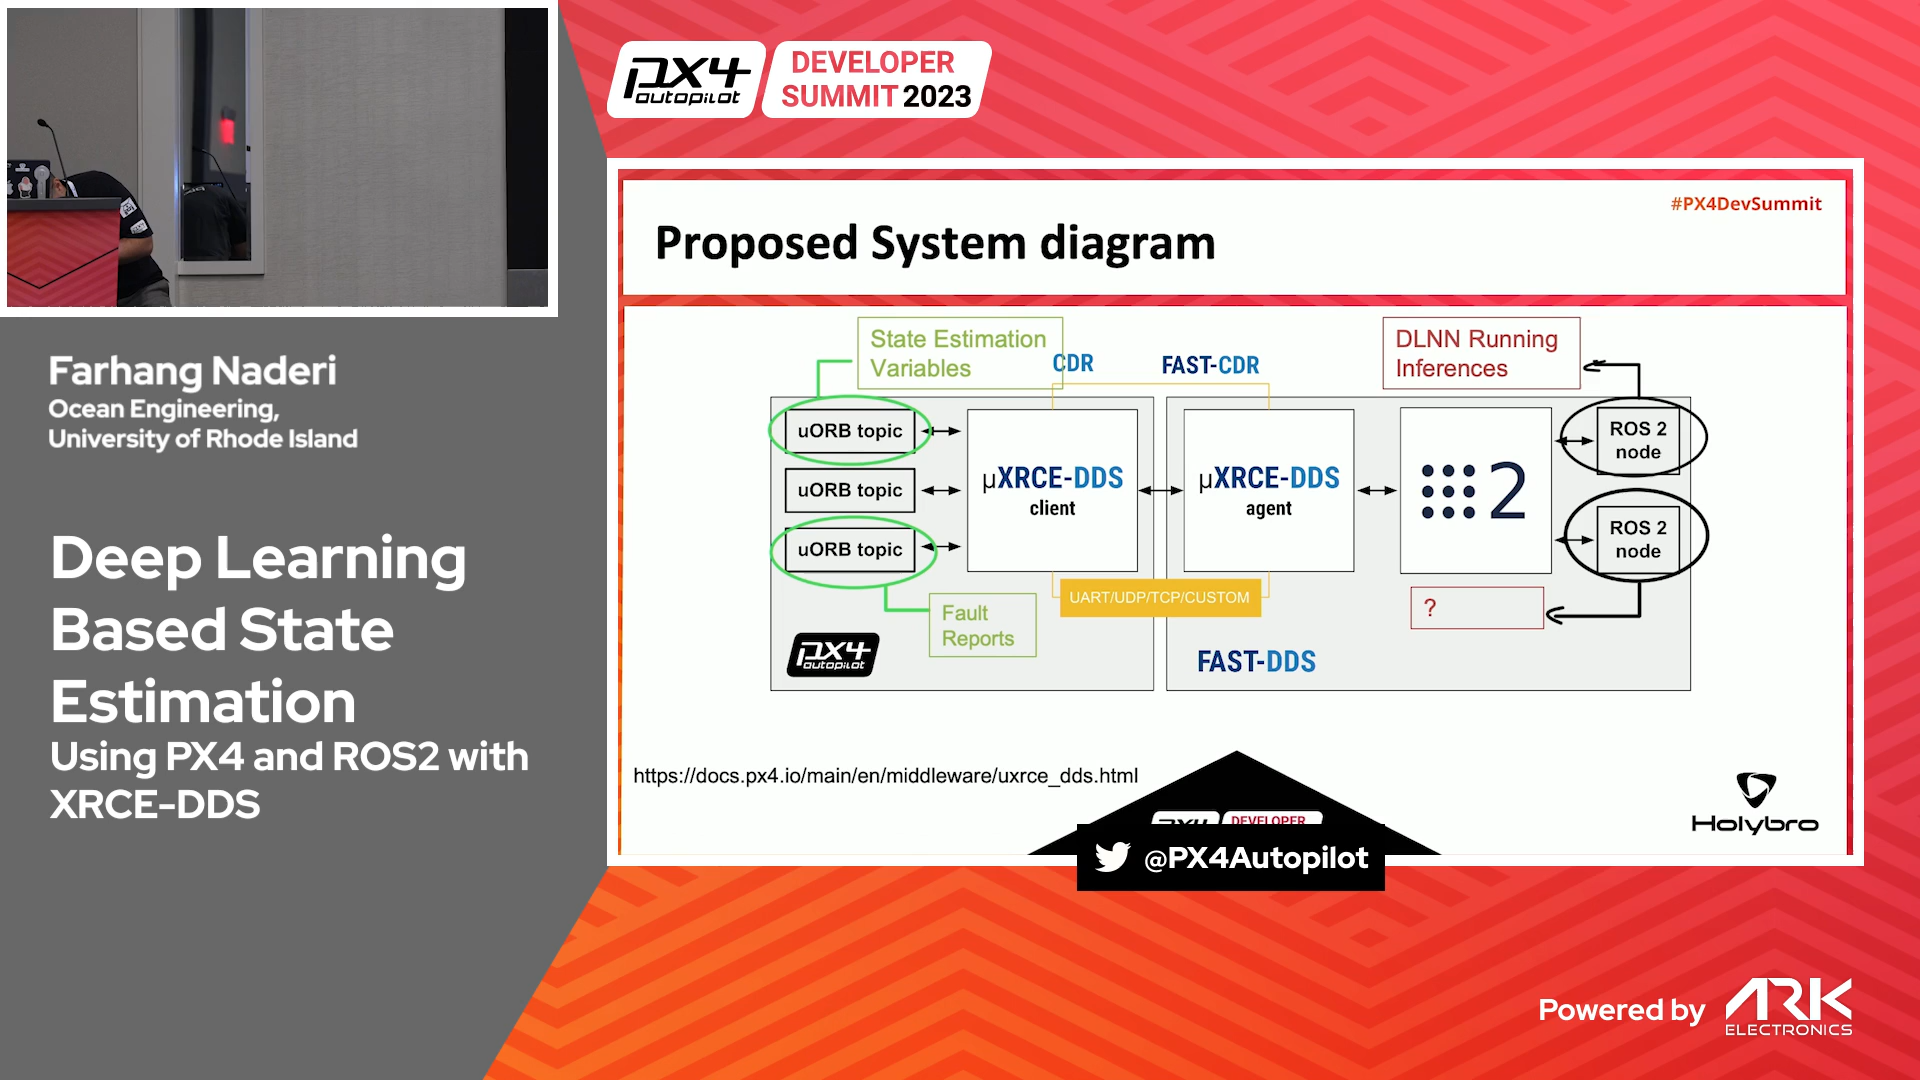 PX4
autopilot
DEVELOPER
SUMMIT 2023
#PX4DevSummit
Proposed System diagram
Farhang Naderi
Ocean Engineering,
University of Rhode Island
Deep Learning
Based State
Estimation
Using PX4 and ROS2 with
XRCE-DDS
State Estimation
Variables
CDR
FAST-CDR
DLNN Running
Inferences
uORB topic
uORB topic
uORB topic
µXRCE-DDS
client
µXRCE-DDS
agent
2
ROS 2
node
ROS 2
node
UART/UDP/TCP/CUSTOM
Fault
Reports
?
PX4
autopilot
FAST-DDS
https://docs.px4.io/main/en/middleware/uxrce_dds.html
DEVELOPER
Holybro
@PX4Autopilot
Powered by
ARK
ELECTRONICS